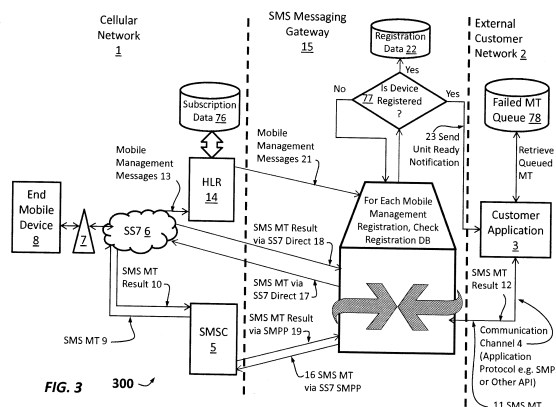 Cellular
Network
1
SMS Messaging
Gateway
15
External
Customer
Network 2
Registration
Data 22
Yes
No
77
Is Device
Registered
?
Yes
Failed MT
Queue 78
23 Send
Unit Ready
Notification
Retrieve
Queued
MT
Subscription
Data 76
Mobile
Management
Messages 13
HLR
14
Mobile
Management
Messages 21
For Each Mobile
Management
Registration, Check
Registration DB
End
Mobile
Device
8
7
SS7 6
Customer
Application
3
SMS MT Result
via SS7 Direct 18
SMS MT via
SS7 Direct 17
SMS MT
Result 10
SMS MT 9
SMSC
5
SMS MT Result
via SMPP 19
16 SMS MT
via SS7 SMPP
SMS MT
Result 12
Communication
Channel 4
(Application
Protocol e.g. SMP
or Other API)
11 SMS MT
FIG. 3
300